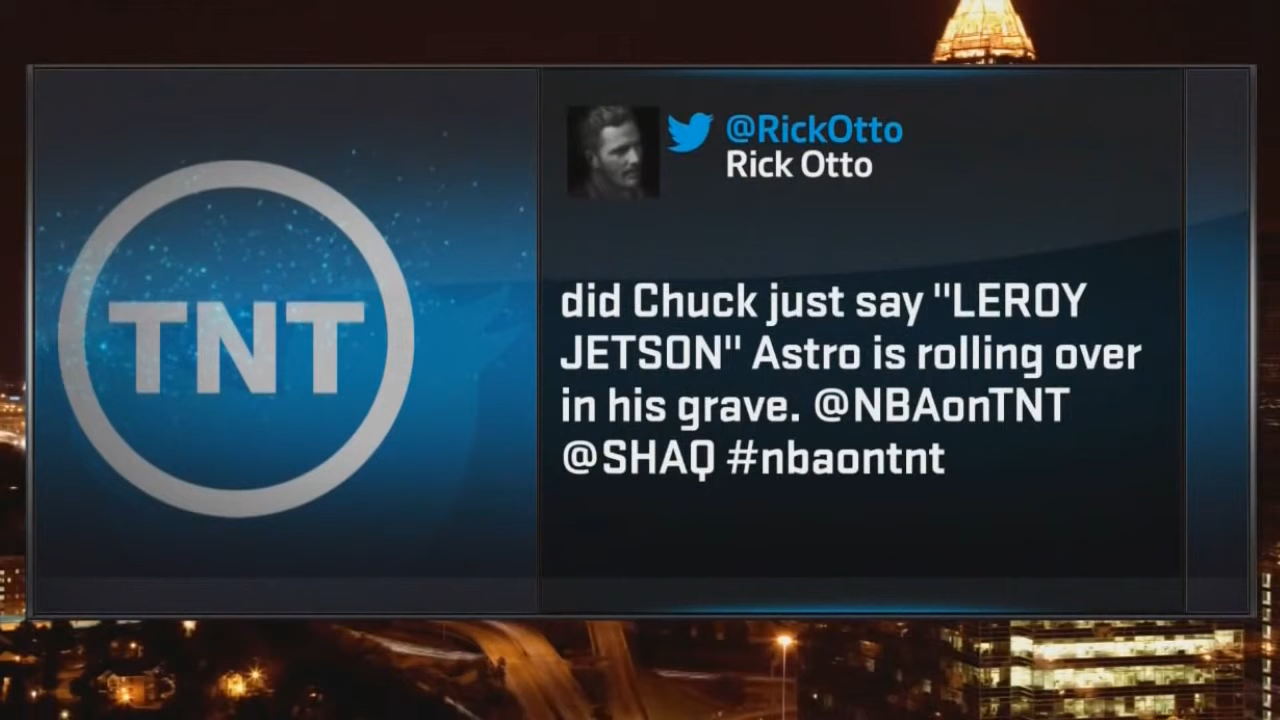 TNT
@RickOtto
Rick Otto
did Chuck just say "LEROY
JETSON" Astro is rolling over
in his grave. @NBAonTNT
@SHAQ #nbaontnt